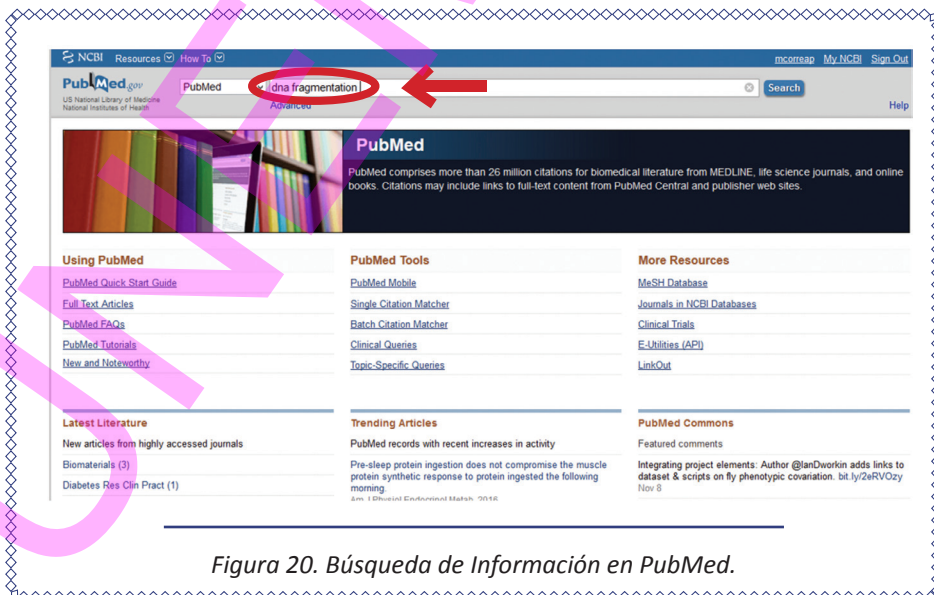 NCBI Resources How To mcorreap My NCBI Sign Out
PubMed.gov PubMed dna fragmentation Search
US National Library of Medicine
National Institutes of Health
Advanced Help
PubMed
PubMed comprises more than 26 million citations for biomedical literature from MEDLINE, life science journals, and online
books. Citations may include links to full-text content from PubMed Central and publisher web sites.
Using PubMed
PubMed Quick Start Guide
Full Text Articles
PubMed FAQs
PubMed Tutorials
New and Noteworthy
PubMed Tools
PubMed Mobile
Single Citation Matcher
Batch Citation Matcher
Clinical Queries
Topic-Specific Queries
More Resources
MeSH Database
Journals in NCBI Databases
Clinical Trials
E-Utilities (API)
LinkOut
Latest Literature
New articles from highly accessed journals
Biomaterials (3)
Diabetes Res Clin Pract (1)
Trending Articles
PubMed records with recent increases in activity
Pre-sleep protein ingestion does not compromise the muscle
protein synthetic response to protein ingested the following
morning.
Am J Physiol Endocrinol Metab. 2016
PubMed Commons
Featured comments
Integrating project elements: Author @IanDworkin adds links to
dataset & scripts on fly phenotypic covariation. bit.ly/2eRVOzy
Nov 8
Figura 20. Búsqueda de Información en PubMed.